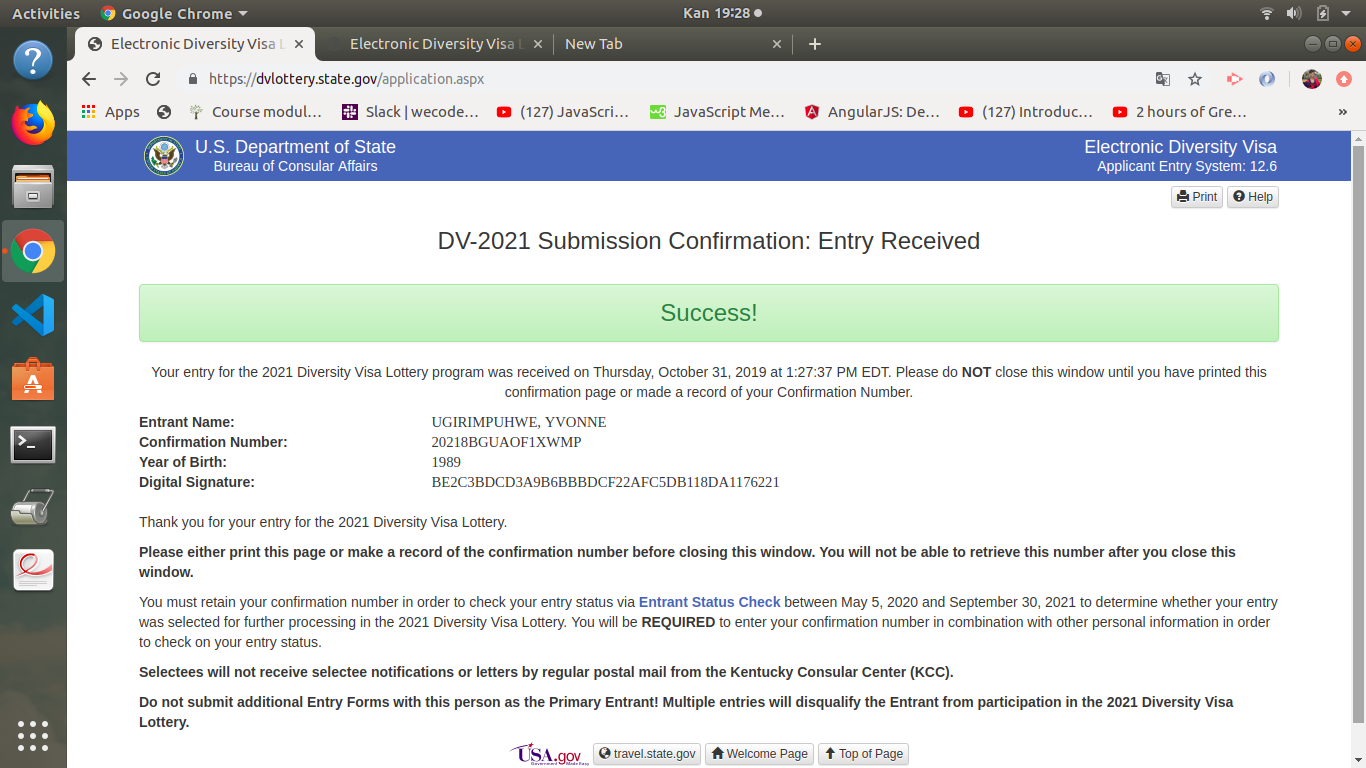 Activities Google Chrome Kan 19:28
Electronic Diversity Visa L Electronic Diversity Visa L New Tab
https://dvlottery.state.gov/application.aspx
Apps Course modul… Slack | wecode… (127) JavaScri… JavaScript Me… AngularJS: De… (127) Introduc… 2 hours of Gre… »
U.S. Department of State Electronic Diversity Visa
Bureau of Consular Affairs Applicant Entry System: 12.6
Print Help
DV-2021 Submission Confirmation: Entry Received
Success!
Your entry for the 2021 Diversity Visa Lottery program was received on Thursday, October 31, 2019 at 1:27:37 PM EDT. Please do NOT close this window until you have printed this
confirmation page or made a record of your Confirmation Number.
Entrant Name: UGIRIMPUHWE, YVONNE
Confirmation Number: 20218BGUAOF1XWMP
Year of Birth: 1989
Digital Signature: BE2C3BDCD3A9B6BBBDCF22AFC5DB118DA1176221
Thank you for your entry for the 2021 Diversity Visa Lottery.
Please either print this page or make a record of the confirmation number before closing this window. You will not be able to retrieve this number after you close this
window.
You must retain your confirmation number in order to check your entry status via Entrant Status Check between May 5, 2020 and September 30, 2021 to determine whether your entry
was selected for further processing in the 2021 Diversity Visa Lottery. You will be REQUIRED to enter your confirmation number in combination with other personal information in order
to check on your entry status.
Selectees will not receive selectee notifications or letters by regular postal mail from the Kentucky Consular Center (KCC).
Do not submit additional Entry Forms with this person as the Primary Entrant! Multiple entries will disqualify the Entrant from participation in the 2021 Diversity Visa
Lottery.
USA.gov travel.state.gov Welcome Page Top of Page
Government Made Easy